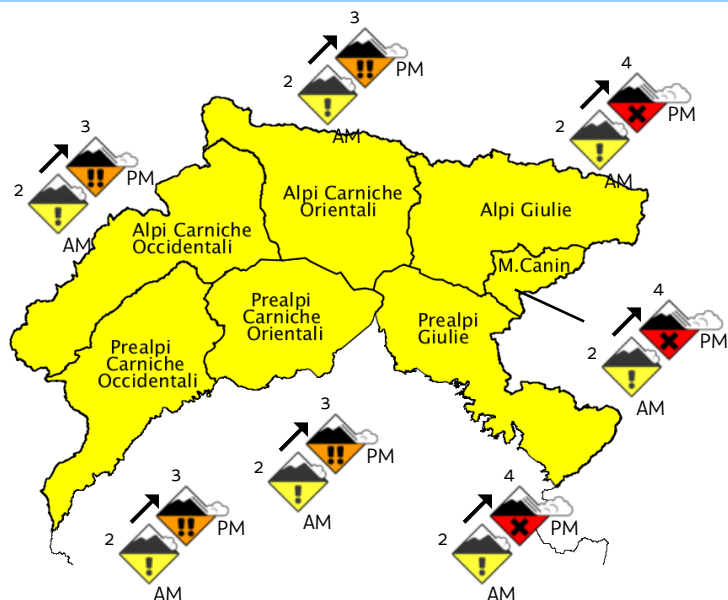 3
2
PM
AM
4
2
PM
AM
3
2
PM
AM
Alpi Carniche
Orientali
Alpi Giulie
Alpi Carniche
Occidentali
M.Canin
Prealpi
Carniche
Orientali
Prealpi
Giulie
4
2
PM
AM
Prealpi
Carniche
Occidentali
3
2
PM
AM
3
2
PM
AM
4
2
PM
AM